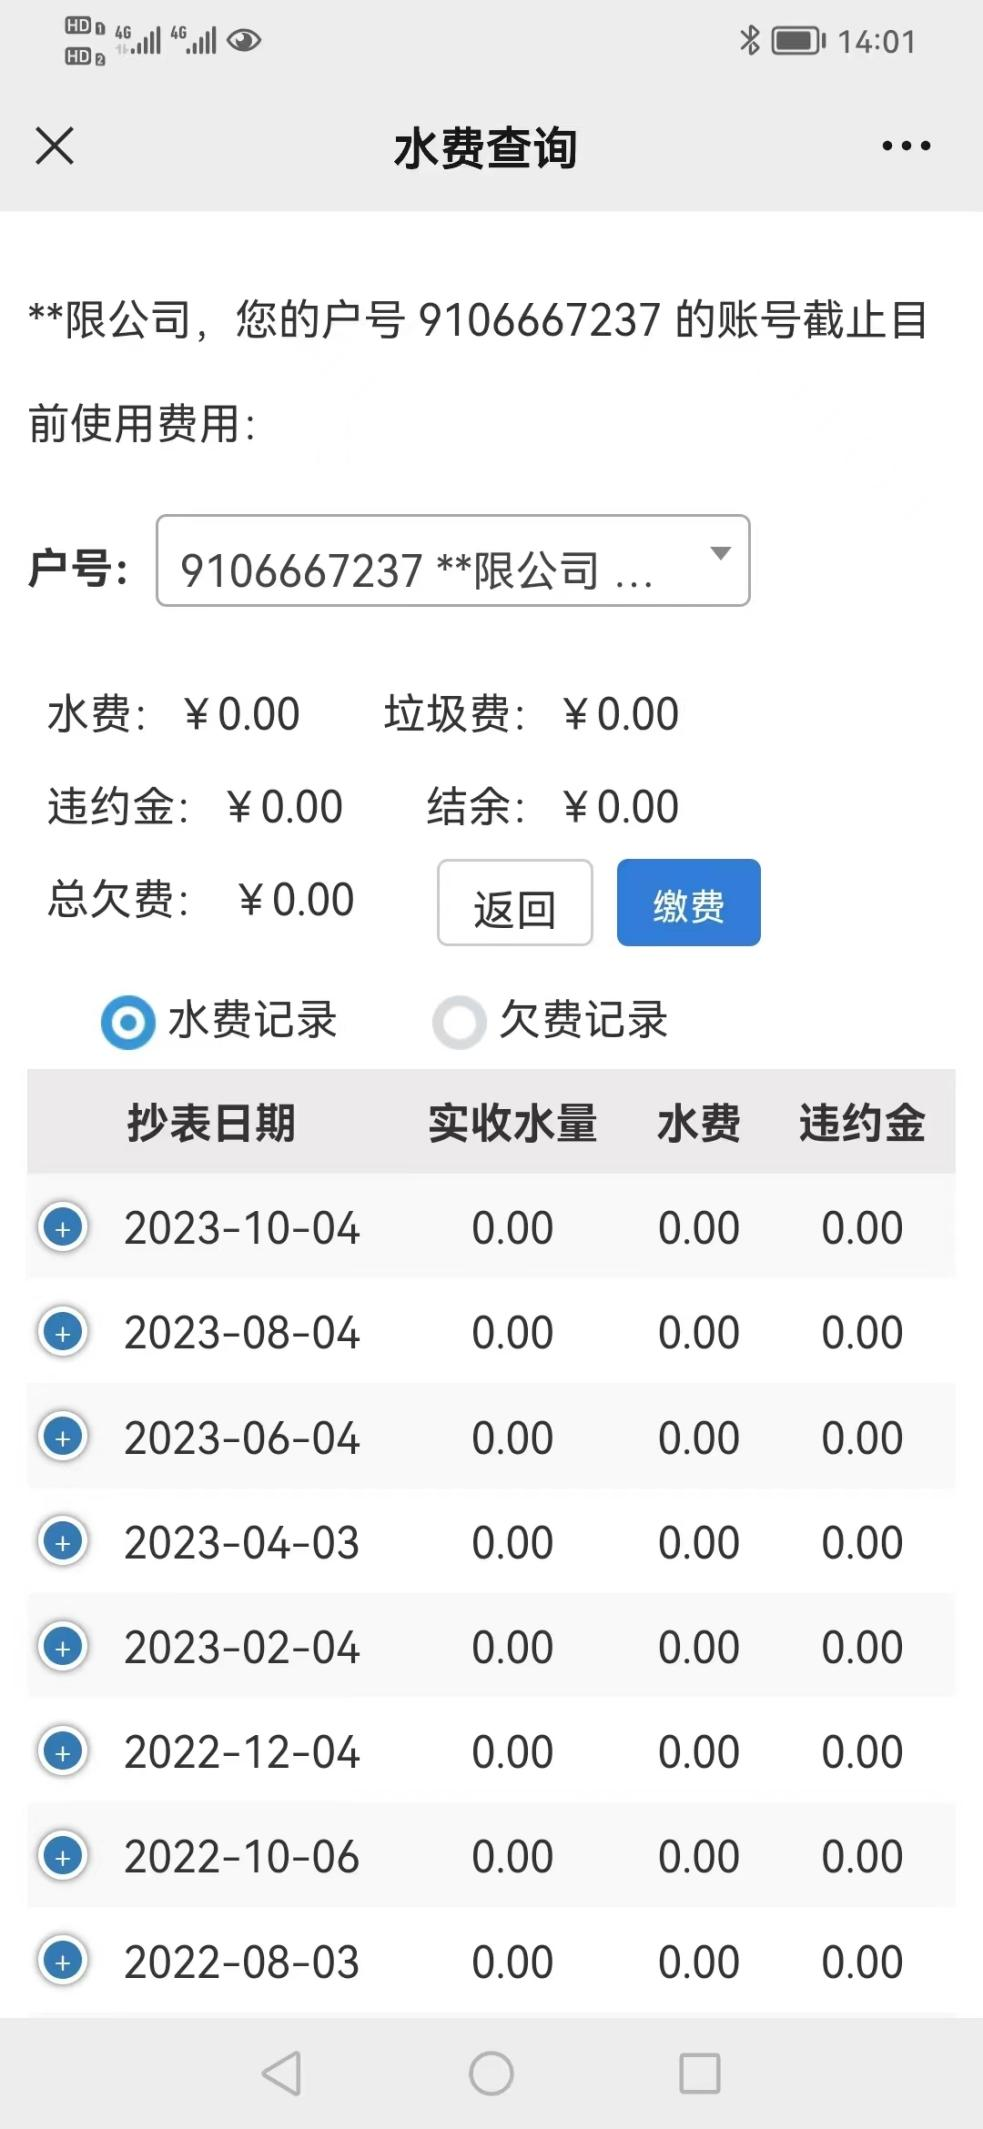 HD 1 4G 4G 14:01
HD 2
水费查询
**限公司，您的户号 9106667237 的账号截止目
前使用费用：
户号： 9106667237 **限公司 ...
水费： ￥0.00 垃圾费： ￥0.00
违约金： ￥0.00 结余： ￥0.00
总欠费： ￥0.00 返回 缴费
水费记录 欠费记录
抄表日期 实收水量 水费 违约金
+ 2023-10-04 0.00 0.00 0.00
+ 2023-08-04 0.00 0.00 0.00
+ 2023-06-04 0.00 0.00 0.00
+ 2023-04-03 0.00 0.00 0.00
+ 2023-02-04 0.00 0.00 0.00
+ 2022-12-04 0.00 0.00 0.00
+ 2022-10-06 0.00 0.00 0.00
+ 2022-08-03 0.00 0.00 0.00